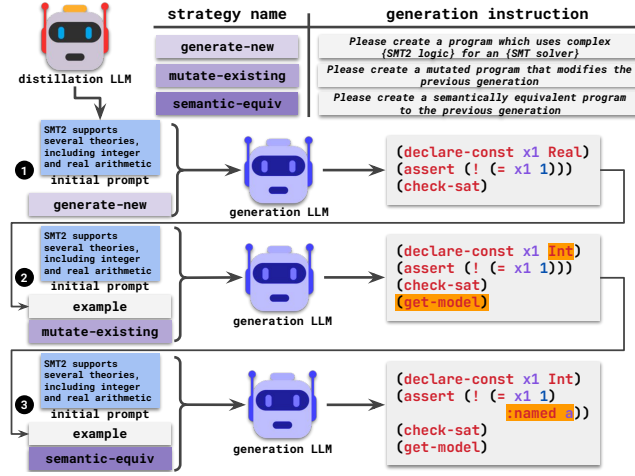 strategy name
generation instruction
generate-new
Please create a program which uses complex
{SMT2 logic} for an {SMT solver}
mutate-existing
Please create a mutated program that modifies the
previous generation
semantic-equiv
Please create a semantically equivalent program
to the previous generation
distillation LLM
1
SMT2 supports
several theories,
including integer
and real arithmetic
initial prompt
generate-new
generation LLM
(declare-const x1 Real)
(assert (! (= x1 1)))
(check-sat)
2
SMT2 supports
several theories,
including integer
and real arithmetic
initial prompt
example
mutate-existing
generation LLM
(declare-const x1 Int)
(assert (! (= x1 1)))
(check-sat)
(get-model)
3
SMT2 supports
several theories,
including integer
and real arithmetic
initial prompt
example
semantic-equiv
generation LLM
(declare-const x1 Int)
(assert (! (= x1 1)
:named a))
(check-sat)
(get-model)